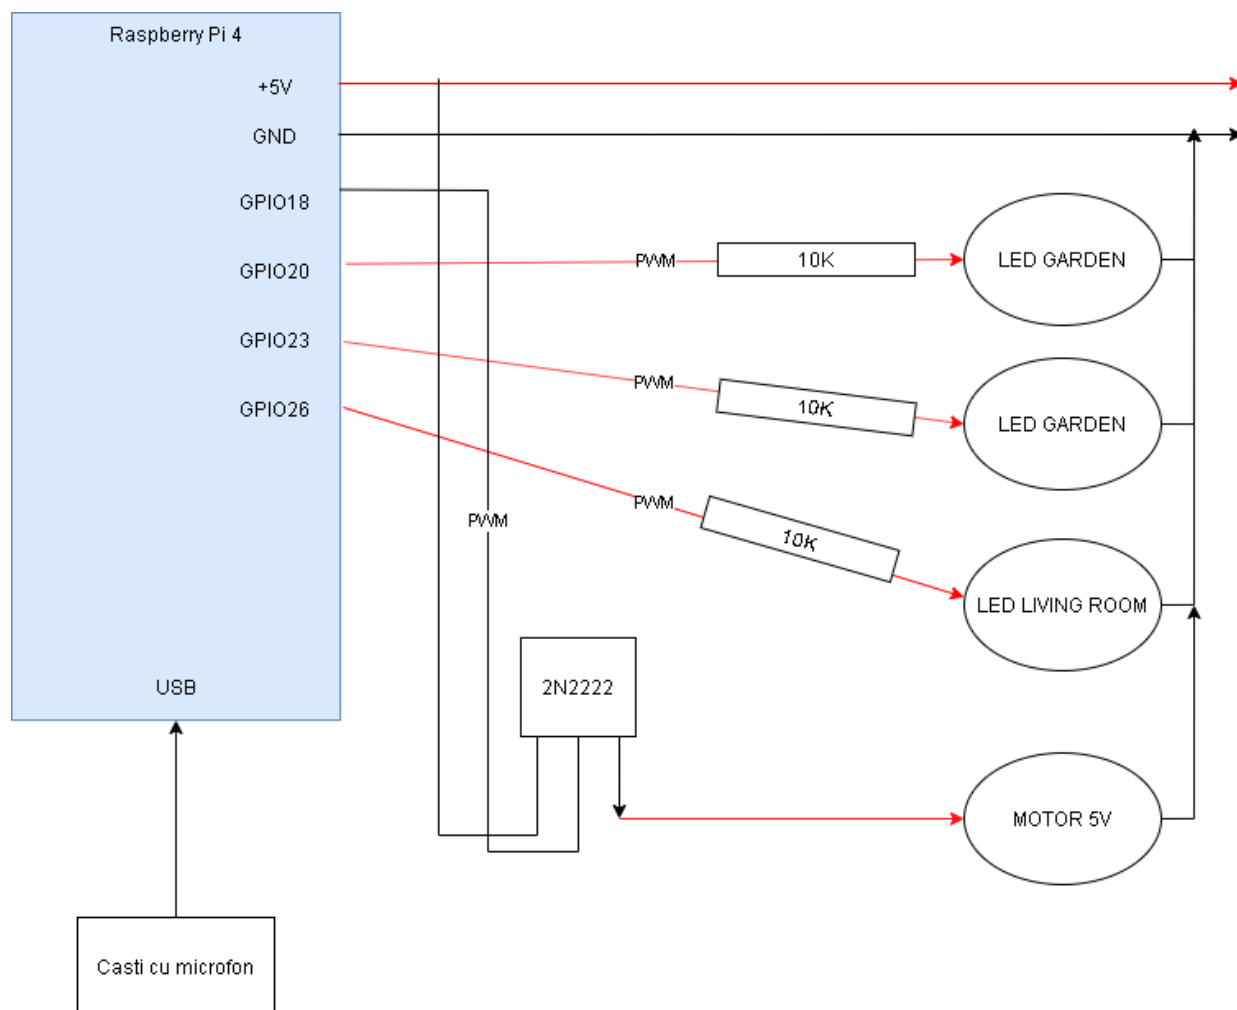 Raspberry Pi 4
+5V
GND
GPIO18
GPIO20
PWM
10K
LED GARDEN
GPIO23
PWM
10K
LED GARDEN
GPIO26
PWM
10K
PWM
LED LIVING ROOM
USB
2N2222
MOTOR 5V
Casti cu microfon